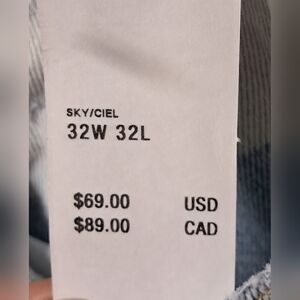 SKY/CIEL
32W 32L
$69.00 USD
$89.00 CAD